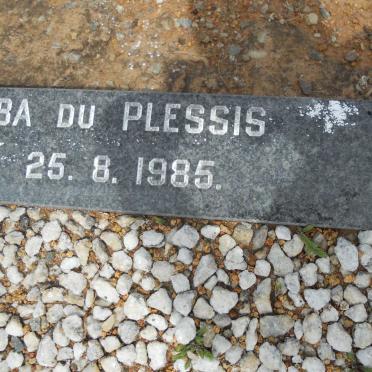 BA DU PLESSIS
25. 8. 1985.